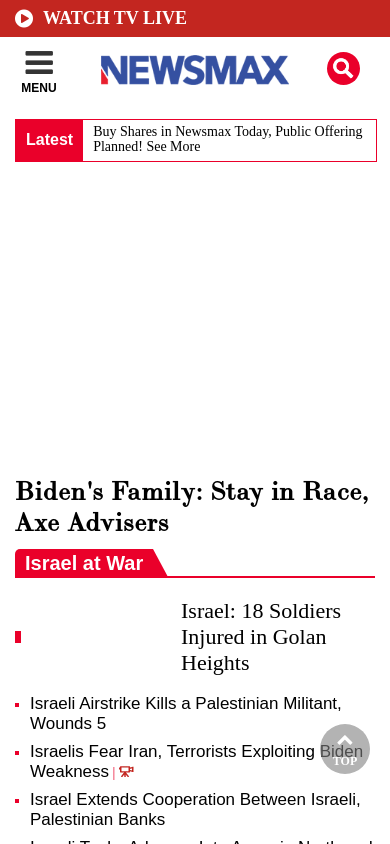 WATCH TV LIVE
MENU
NEWSMAX
Latest
Buy Shares in Newsmax Today, Public Offering
Planned! See More
Biden's Family: Stay in Race,
Axe Advisers
Israel at War
Israel: 18 Soldiers
Injured in Golan
Heights
Israeli Airstrike Kills a Palestinian Militant,
Wounds 5
Israelis Fear Iran, Terrorists Exploiting Biden
Weakness |
TOP
Israel Extends Cooperation Between Israeli,
Palestinian Banks